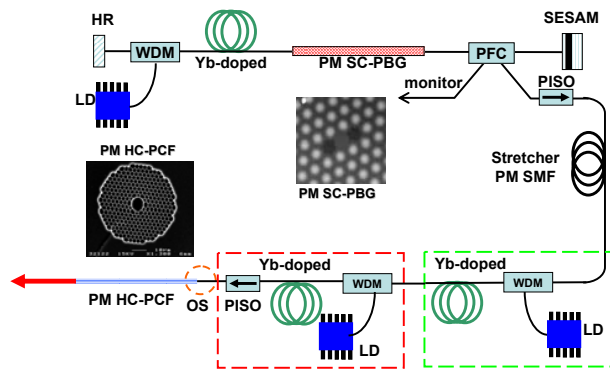 HR
WDM
Yb-doped
PM SC-PBG
PFC
SESAM
LD
monitor
PISO
PM HC-PCF
PM SC-PBG
Stretcher
PM SMF
Yb-doped
WDM
Yb-doped
WDM
PM HC-PCF
OS
PISO
LD
LD